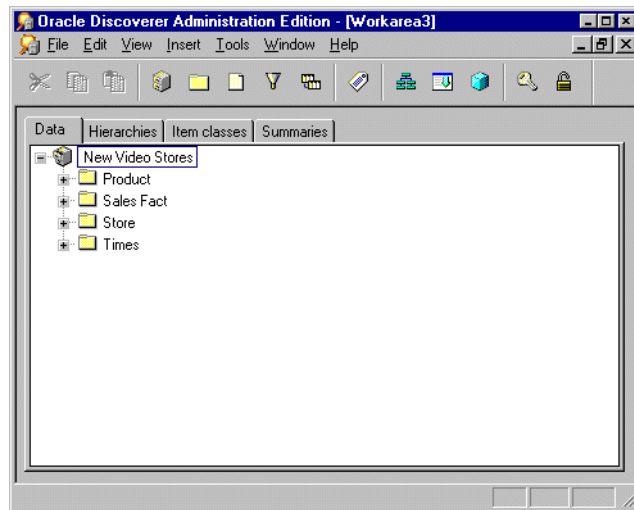 Oracle Discoverer Administration Edition - [Workarea3]
File Edit View Insert Tools Window Help
Data Hierarchies Item classes Summaries
New Video Stores
Product
Sales Fact
Store
Times